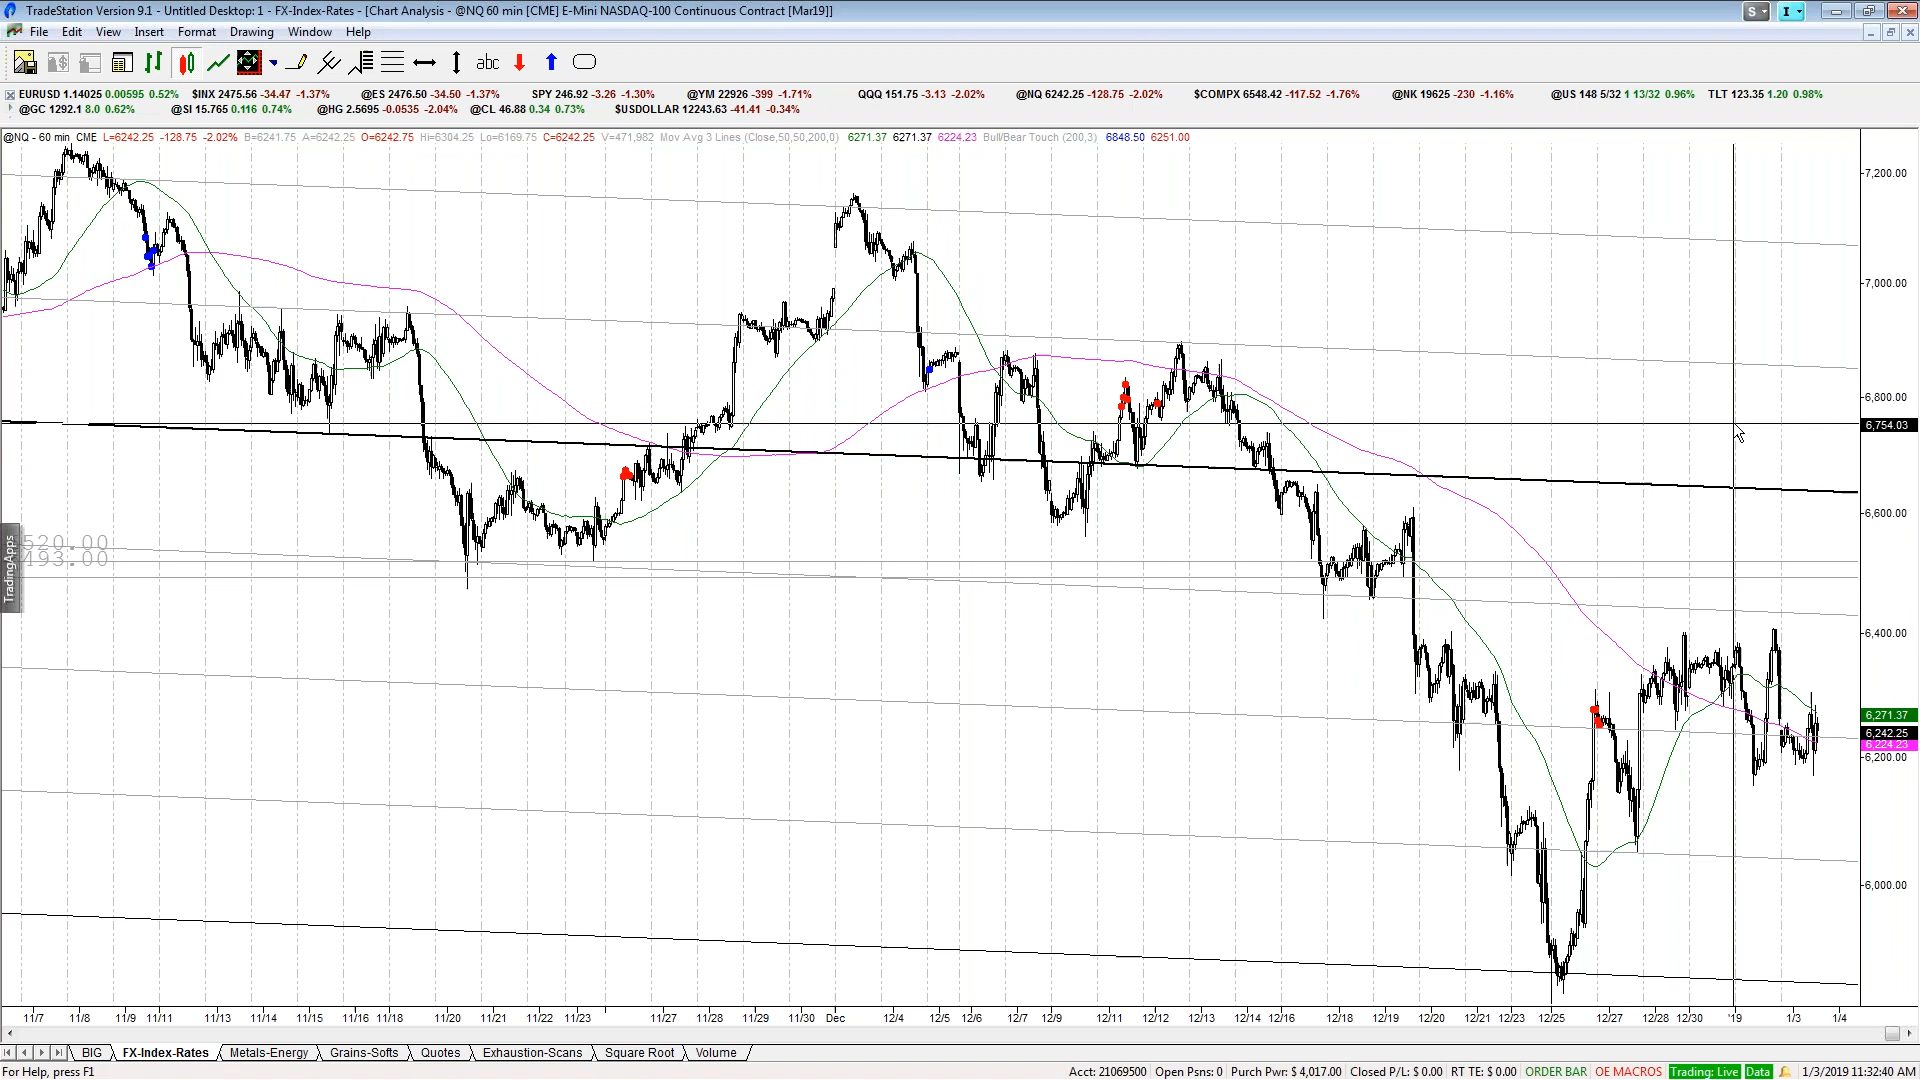 TradeStation Version 9.1 - Untitled Desktop: 1 - FX-Index-Rates - [Chart Analysis - @NQ 60 min [CME] E-Mini NASDAQ-100 Continuous Contract [Mar19]]
S I
File Edit View Insert Format Drawing Window Help
abc
EURUSD 1.14025 0.00595 0.52% $INX 2475.56 -34.47 -1.37% @ES 2476.50 -34.50 -1.37% SPY 246.92 -3.26 -1.30% @YM 22926 -399 -1.71% QQQ 151.75 -3.13 -2.02% @NQ 6242.25 -128.75 -2.02% $COMPX 6548.42 -117.52 -1.76% @NK 19625 -230 -1.16% @US 148 5/32 1 13/32 0.96% TLT 123.35 1.20 0.98%
@GC 1292.1 8.0 0.62% @SI 15.765 0.116 0.74% @HG 2.5695 -0.0535 -2.04% @CL 46.88 0.34 0.73% $USDOLLAR 12243.63 -41.41 -0.34%
@NQ - 60 min CME L=6242.25 -128.75 -2.02% B=6241.75 A=6242.25 O=6242.75 Hi=6304.25 Lo=6169.75 C=6242.25 V=471,982 Mov Avg 3 Lines (Close,50,50,200,0) 6271.37 6271.37 6224.23 Bull/Bear Touch (200,3) 6848.50 6251.00
7,200.00
7,000.00
6,800.00
6,754.03
6,600.00
520.00
493.00
TradingApps
6,400.00
6,271.37
6,242.25
6,224.23
6,200.00
6,000.00
11/7 11/8 11/9 11/11 11/13 11/14 11/15 11/16 11/18 11/20 11/21 11/22 11/23 11/27 11/28 11/29 11/30 Dec 12/4 12/5 12/6 12/7 12/9 12/11 12/12 12/13 12/14 12/16 12/18 12/19 12/20 12/21 12/23 12/25 12/27 12/28 12/30 '19 1/3 1/4
BIG FX-Index-Rates Metals-Energy Grains-Softs Quotes Exhaustion-Scans Square Root Volume
For Help, press F1 Acct: 21069500 Open Psns: 0 Purch Pwr: $ 4,017.00 Closed P/L: $ 0.00 RT TE: $ 0.00 ORDER BAR OE MACROS Trading: Live Data 1/3/2019 11:32:40 AM